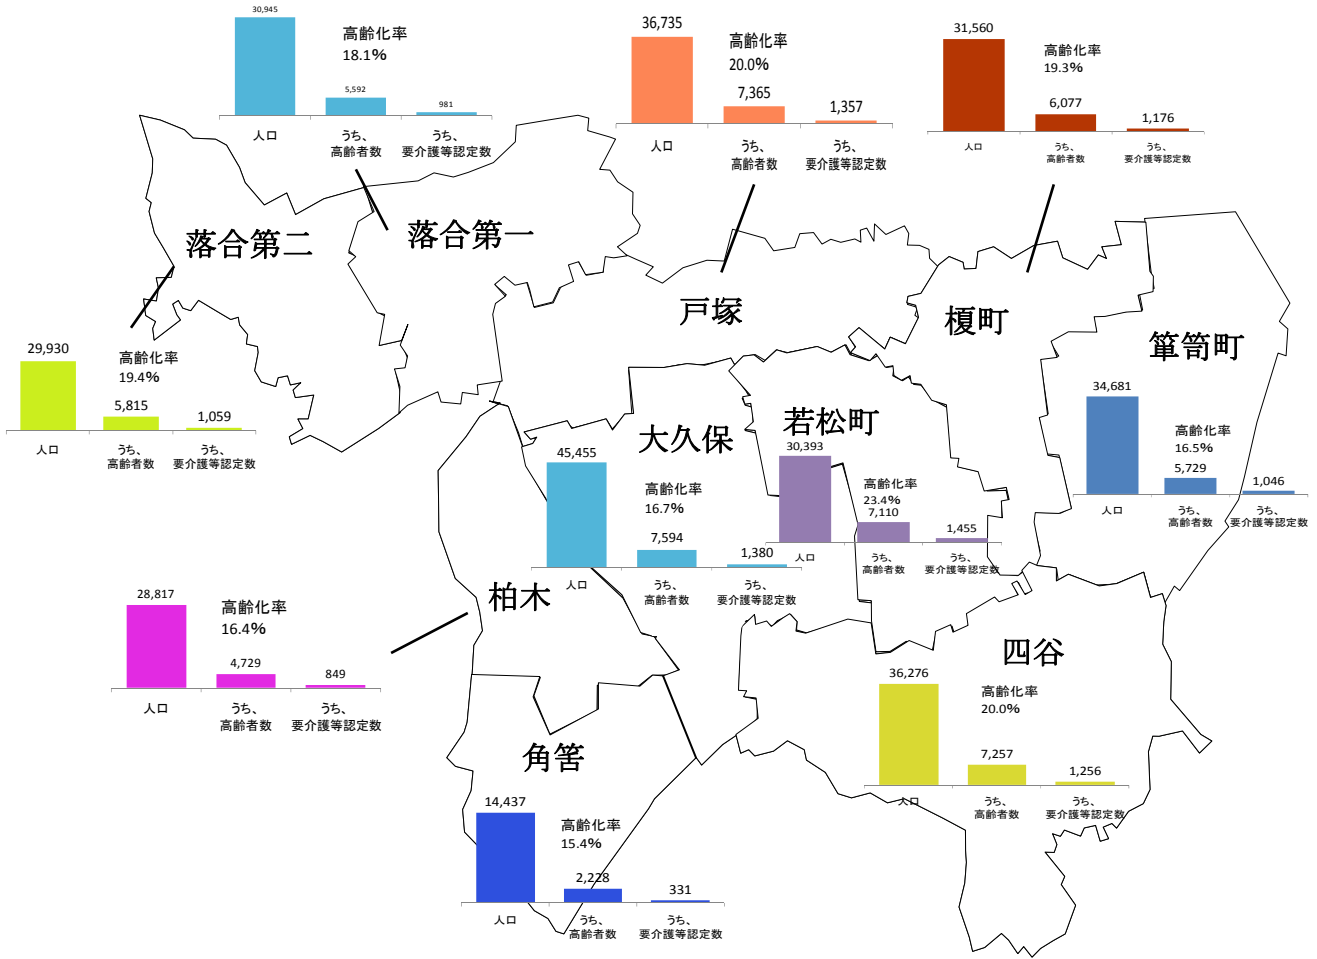 30,945
高齢化率
18.1%
5,592
981
人口
うち、
高齢者数
うち、
要介護等認定数
36,735
高齢化率
20.0%
7,365
1,357
人口
うち、
高齢者数
うち、
要介護等認定数
31,560
高齢化率
19.3%
6,077
1,176
人口
うち、
高齢者数
うち、
要介護等認定数
落合第二
落合第一
戸塚
榎町
箪笥町
29,930
高齢化率
19.4%
5,815
1,059
人口
うち、
高齢者数
うち、
要介護等認定数
大久保
45,455
高齢化率
16.7%
7,594
1,380
人口
うち、
高齢者数
うち、
要介護等認定数
若松町
30,393
高齢化率
23.4%
7,110
1,455
人口
うち、
高齢者数
うち、
要介護等認定数
34,681
高齢化率
16.5%
5,729
1,046
人口
うち、
高齢者数
うち、
要介護等認定数
柏木
28,817
高齢化率
16.4%
4,729
849
人口
うち、
高齢者数
うち、
要介護等認定数
四谷
36,276
高齢化率
20.0%
7,257
1,256
人口
うち、
高齢者数
うち、
要介護等認定数
角筈
14,437
高齢化率
15.4%
2,228
331
人口
うち、
高齢者数
うち、
要介護等認定数